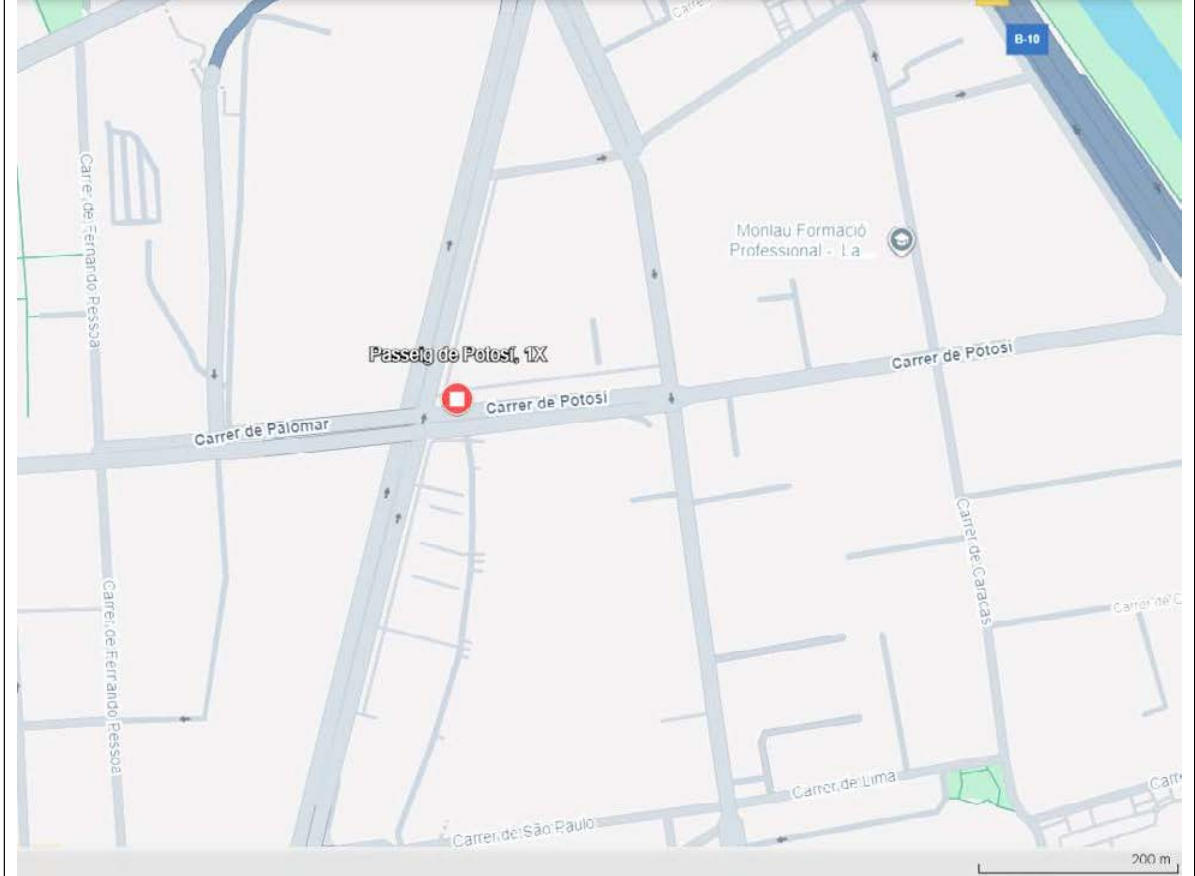 B-10
Carrer de Fernando Pessoa
Monlau Formació
Professional - La...
Passeig de Potosí, 1X
Carrer de Potosí
Carrer de Potosí
Carrer de Palomar
Carrer de Caracas
Carrer de Fernando Pessoa
Carrer de Lima
Carrer de São Paulo
200 m